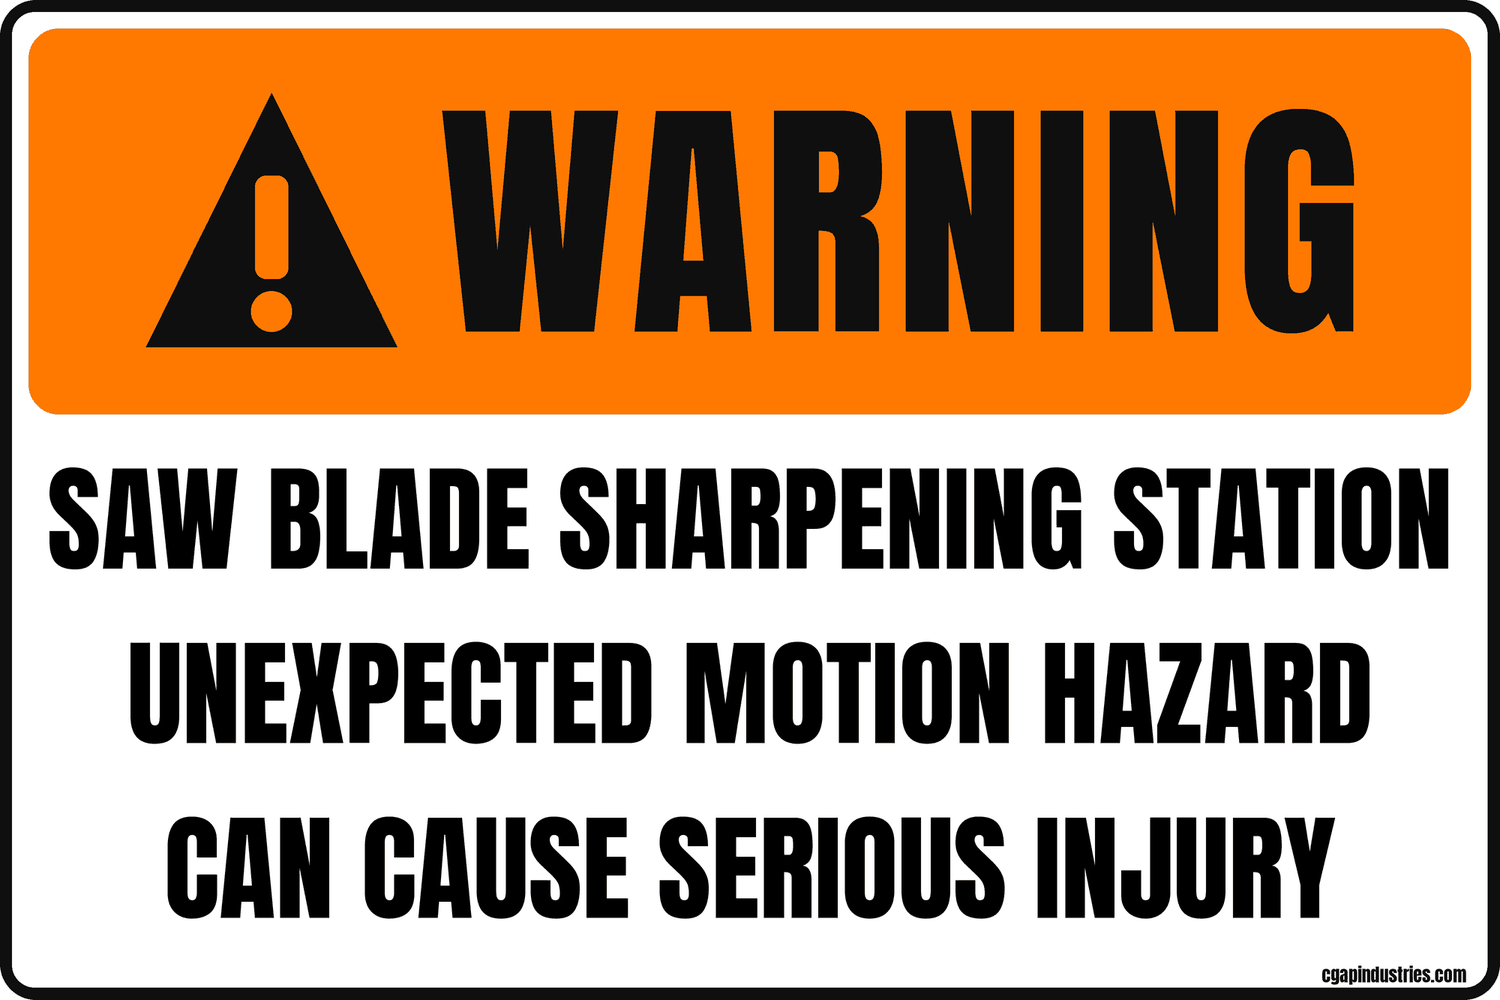 WARNING
SAW BLADE SHARPENING STATION
UNEXPECTED MOTION HAZARD
CAN CAUSE SERIOUS INJURY
cgapindustries.com